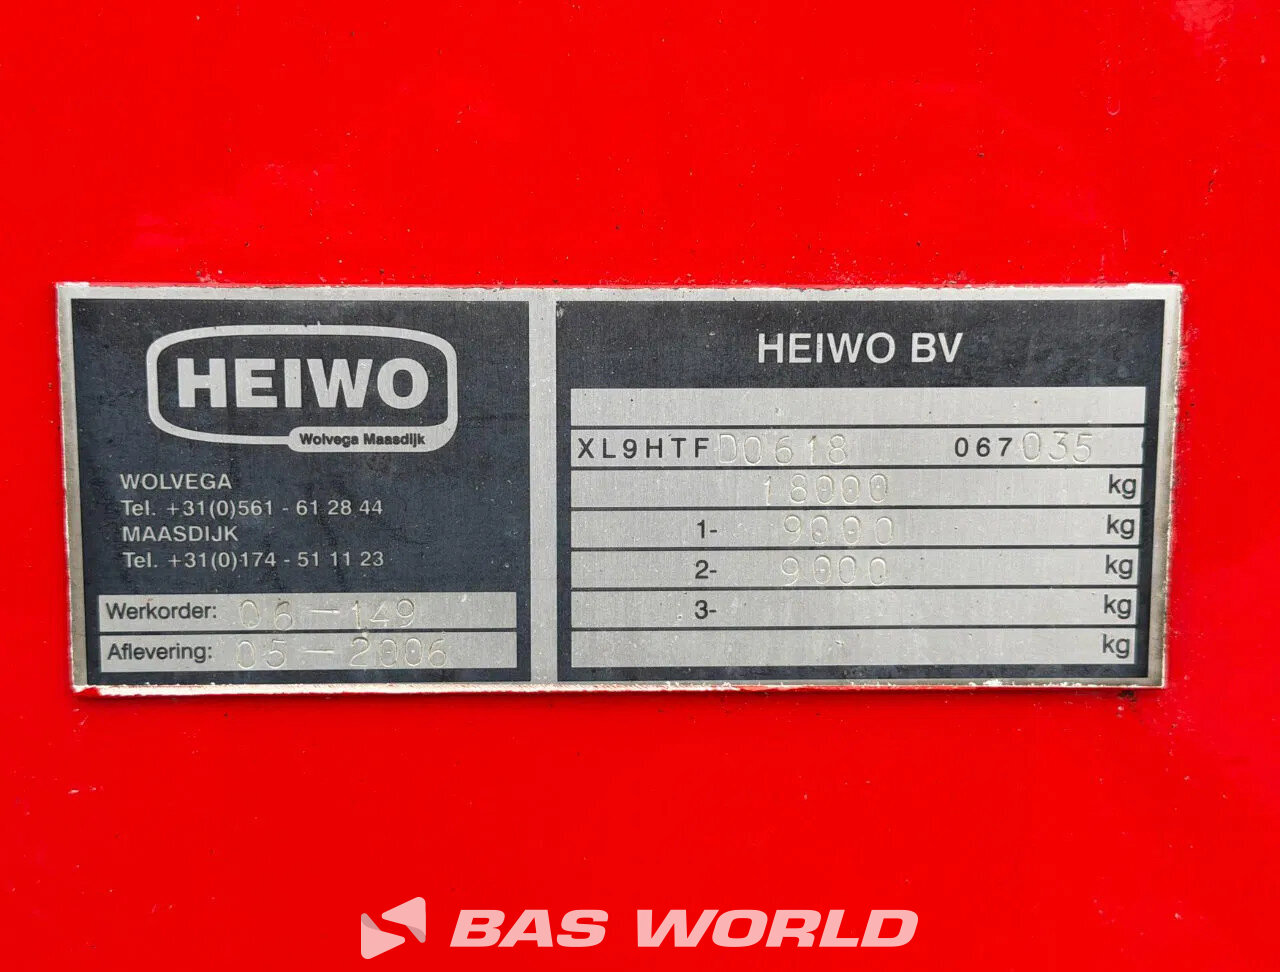 HEIWO
Wolvega Maasdijk
WOLVEGA
Tel. +31(0)561 - 61 28 44
MAASDIJK
Tel. +31(0)174 - 51 11 23
Werkorder: 06-149
Aflevering: 05-2006
HEIWO BV
XL9HTFD0618 067035
18000 kg
1- 9000 kg
2- 9000 kg
3- kg
kg
BAS WORLD